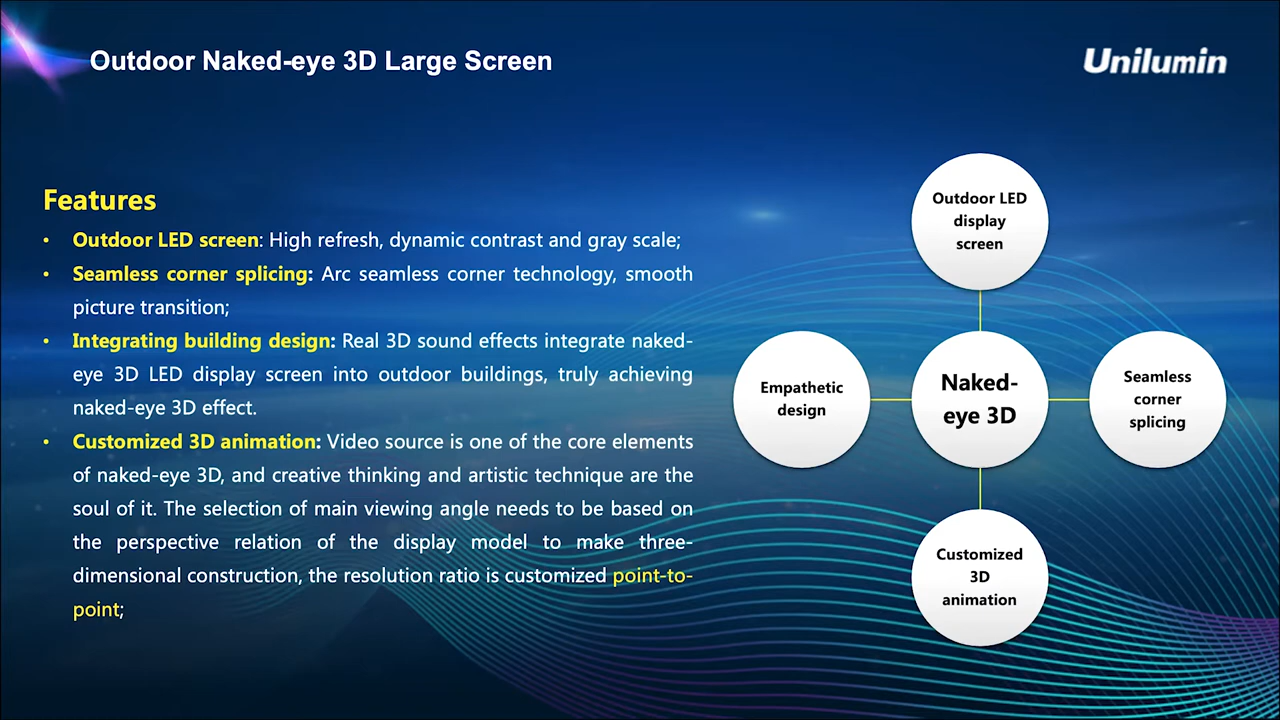 Outdoor Naked-eye 3D Large Screen
Unilumin
Features
• Outdoor LED screen: High refresh, dynamic contrast and gray scale;
• Seamless corner splicing: Arc seamless corner technology, smooth
picture transition;
• Integrating building design: Real 3D sound effects integrate naked-
eye 3D LED display screen into outdoor buildings, truly achieving
naked-eye 3D effect.
• Customized 3D animation: Video source is one of the core elements
of naked-eye 3D, and creative thinking and artistic technique are the
soul of it. The selection of main viewing angle needs to be based on
the perspective relation of the display model to make three-
dimensional construction, the resolution ratio is customized point-to-
point;
Outdoor LED
display
screen
Empathetic
design
Naked-
eye 3D
Seamless
corner
splicing
Customized
3D
animation